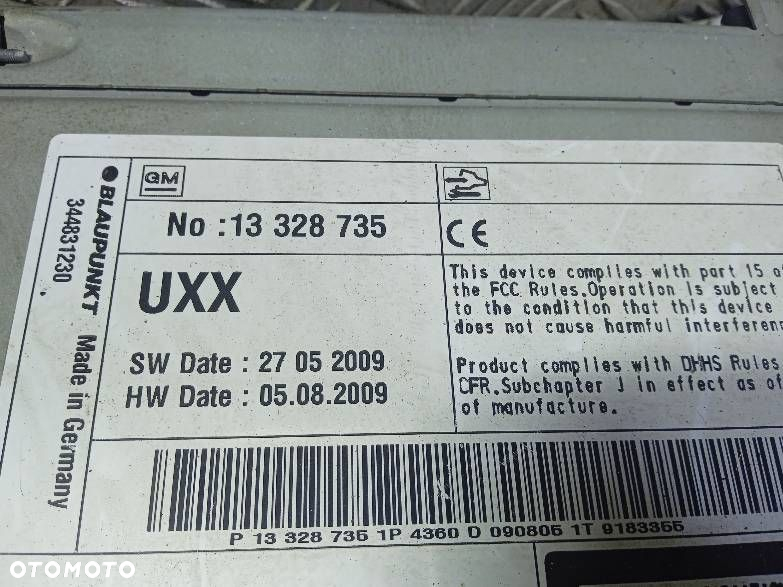 GM
No :13 328 735
UXX
SW Date : 27 05 2009
HW Date : 05.08.2009
BLAUPUNKT Made in Germany
344831230
CE
This device complies with part 15 of
the FCC Rules.Operation is subject
to the condition that this device
does not cause harmful interferen
Product complies with DHHS Rules
CFR.Subchapter J in effect as of
of manufacture.
P 13 328 735 1P 4360 D 090805 1T 9183355
OTOMOTO